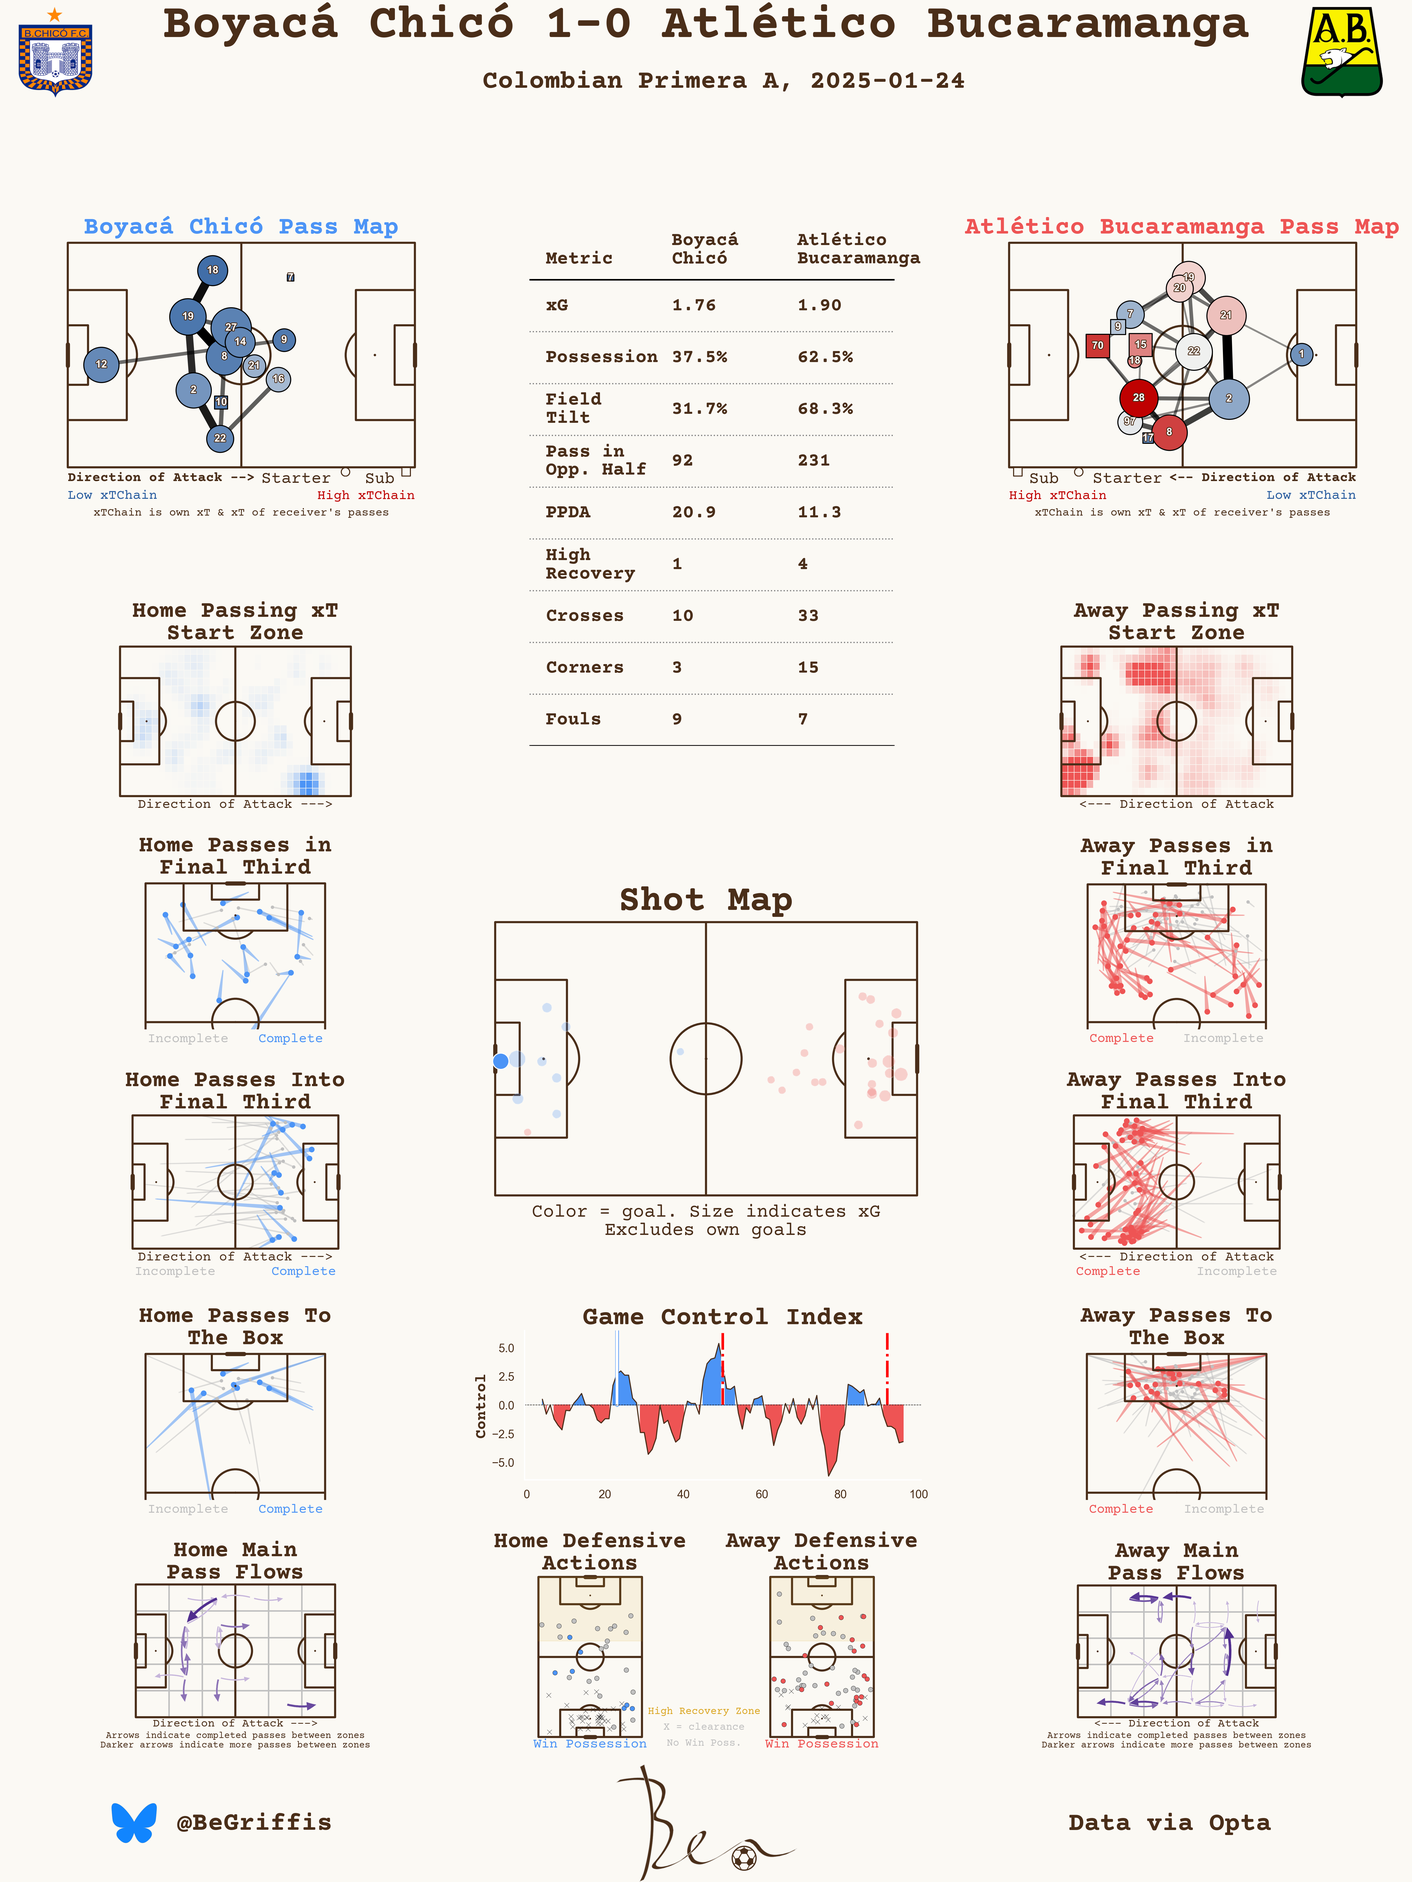 Boyacá Chicó 1-0 Atlético Bucaramanga
Colombian Primera A, 2025-01-24
B.CHICÓ F.C
A.B.
Boyacá Chicó Pass Map
18
7
19
27
14
9
8
12
21
16
2
10
22
Direction of Attack --> Starter Sub
Low xTChain High xTChain
xTChain is own xT & xT of receiver's passes
Metric Boyacá Chicó Atlético Bucaramanga
xG 1.76 1.90
Possession 37.5% 62.5%
Field Tilt 31.7% 68.3%
Pass in Opp. Half 92 231
PPDA 20.9 11.3
High Recovery 1 4
Crosses 10 33
Corners 3 15
Fouls 9 7
Atlético Bucaramanga Pass Map
19
20
7
21
9
70
15
22
18
1
28
2
97
8
17
Sub Starter <-- Direction of Attack
High xTChain Low xTChain
xTChain is own xT & xT of receiver's passes
Home Passing xT
Start Zone
Direction of Attack --->
Away Passing xT
Start Zone
<--- Direction of Attack
Home Passes in
Final Third
Incomplete Complete
Away Passes in
Final Third
Complete Incomplete
Shot Map
Color = goal. Size indicates xG
Excludes own goals
Home Passes Into
Final Third
Direction of Attack --->
Incomplete Complete
Away Passes Into
Final Third
<--- Direction of Attack
Complete Incomplete
Home Passes To
The Box
Incomplete Complete
Game Control Index
Control
5.0
2.5
0.0
−2.5
−5.0
0 20 40 60 80 100
Away Passes To
The Box
Complete Incomplete
Home Main
Pass Flows
Direction of Attack --->
Arrows indicate completed passes between zones
Darker arrows indicate more passes between zones
Home Defensive
Actions
Win Possession
High Recovery Zone
X = clearance
No Win Poss.
Away Defensive
Actions
Win Possession
Away Main
Pass Flows
<--- Direction of Attack
Arrows indicate completed passes between zones
Darker arrows indicate more passes between zones
@BeGriffis
Ben
Data via Opta